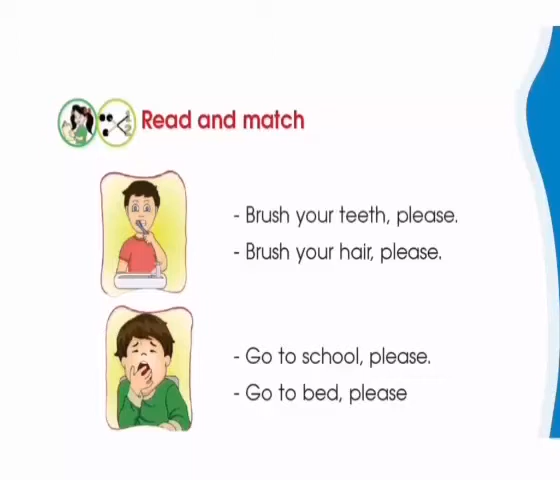 Read and match
- Brush your teeth, please.
- Brush your hair, please.
- Go to school, please.
- Go to bed, please